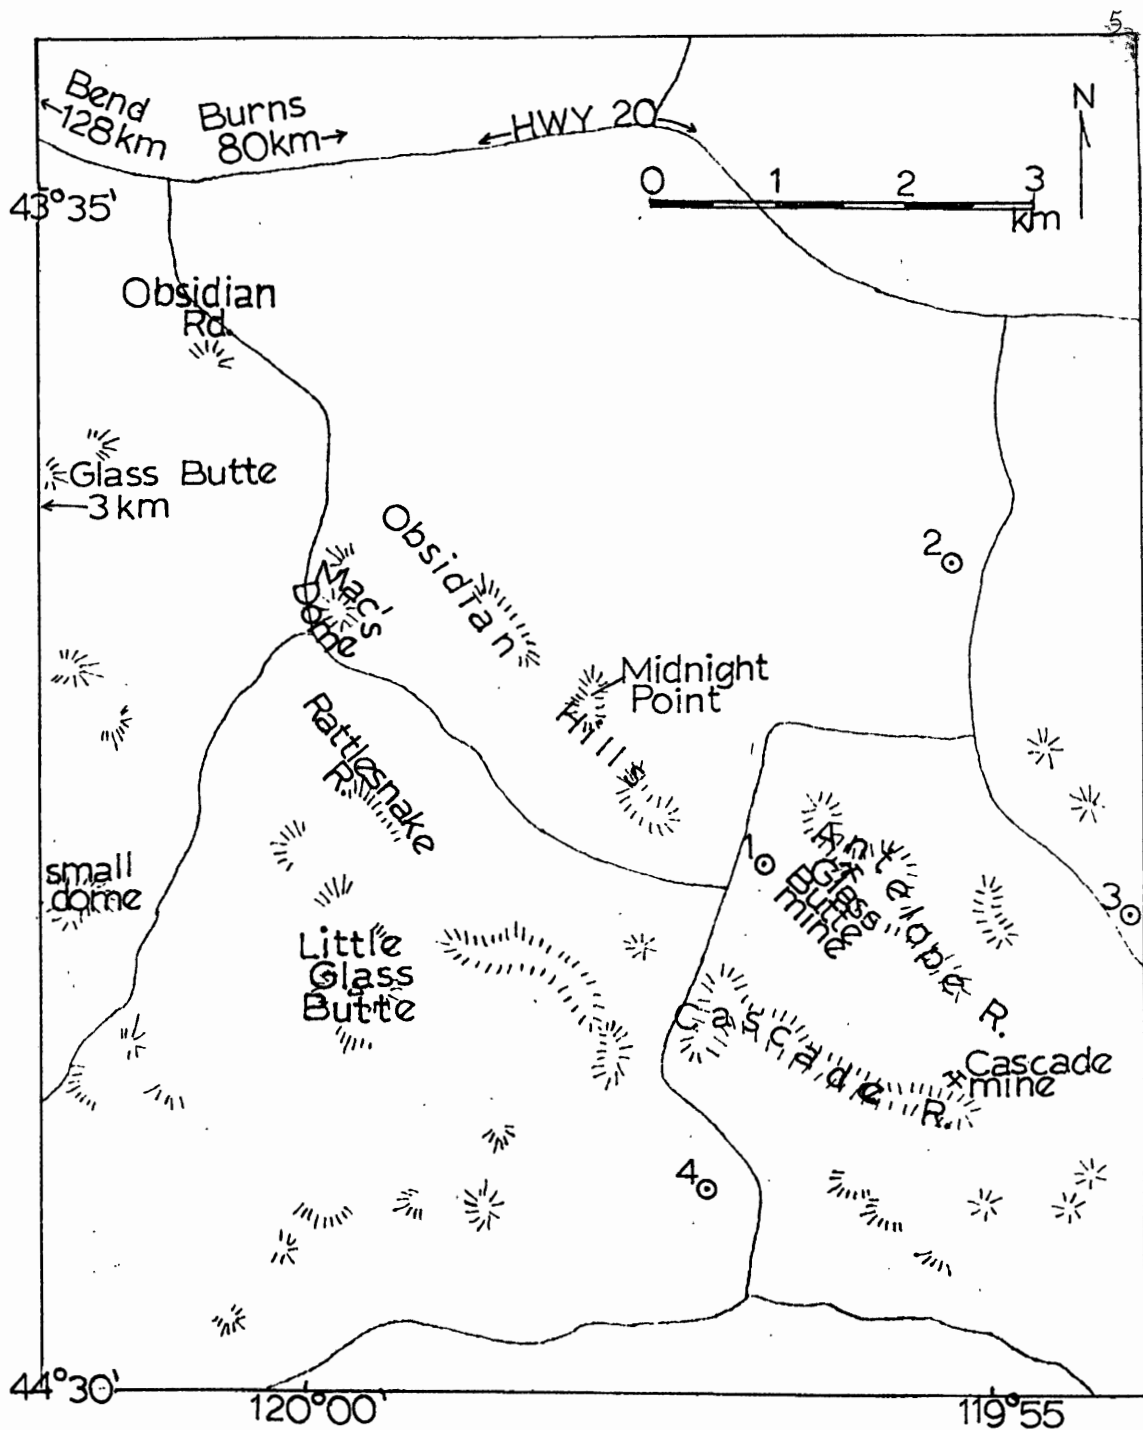 5
Bend
←128km
Burns
80km→
←HWY 20→
N
43°35'
0 1 2 3
km
Obsidian
Rd.
Glass Butte
←3km
Obsidian
Hills
Mac's
Dome
2
Midnight
Point
Rattlesnake
R.
Antelope R.
1
Glass
Butte
mine
small
dome
3
Little
Glass
Butte
Cascade R.
Cascade
mine
4
44°30'
120°00'
119°55